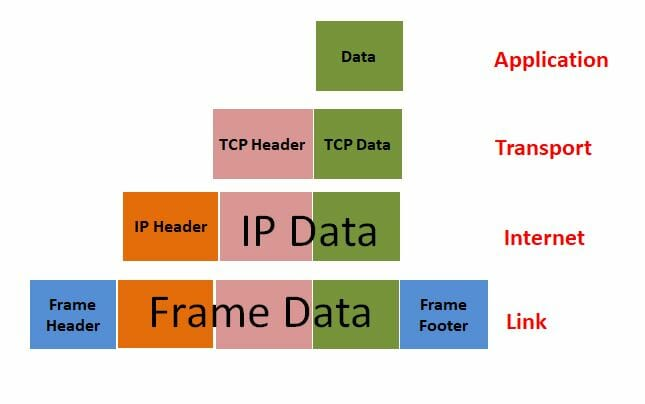 Data
Application
TCP Header
TCP Data
Transport
IP Header
IP Data
Internet
Frame
Header
Frame Data
Frame
Footer
Link